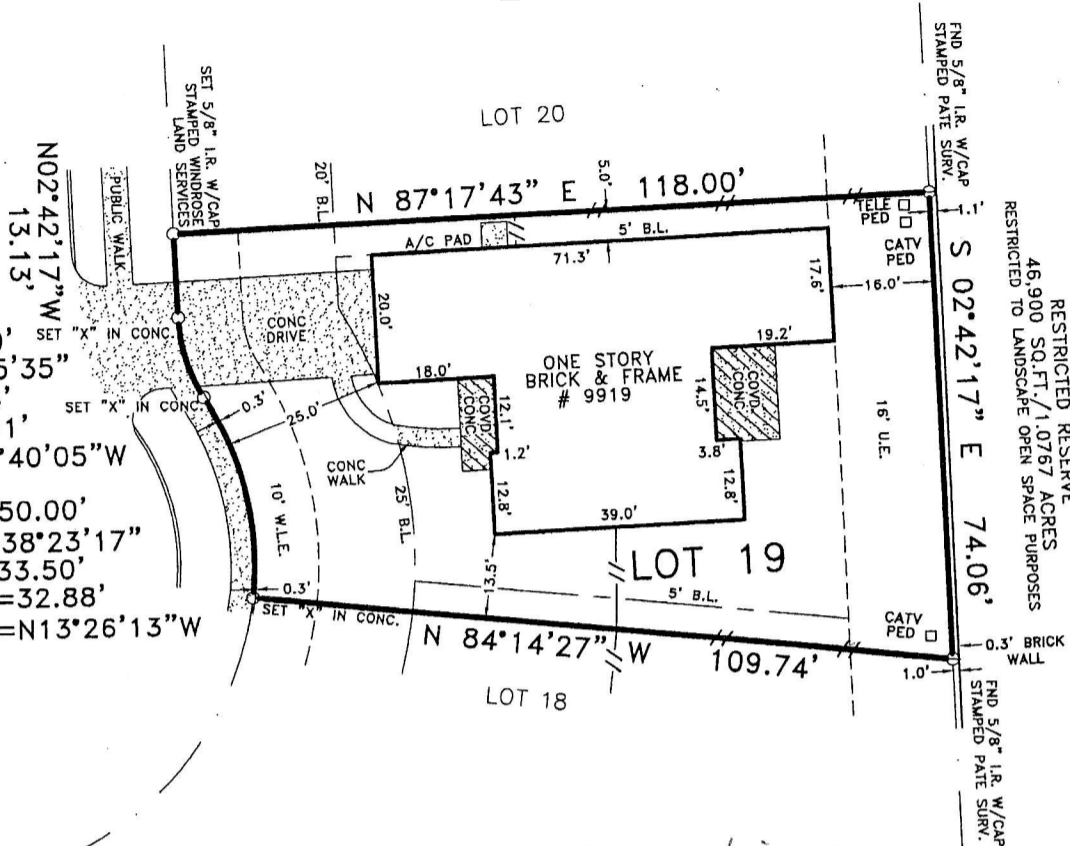 FND 5/8" I.R. W/CAP
STAMPED PATE SURV.
LOT 20
SET 5/8" I.R. W/CAP
STAMPED WINDROSE
LAND SERVICES
RESTRICTED RESERVE
46,900 SQ.FT./1.0767 ACRES
RESTRICTED TO LANDSCAPE OPEN SPACE PURPOSES
N02°42'17"W
13.13'
PUBLIC WALK
20' B.L.
N 87°17'43" E 118.00'
5.0'
TELE
PED
1.1'
CATV
PED
A/C PAD
5' B.L.
71.3'
17.6'
16.0'
S 02°42'17" E 74.06'
20.0'
CONC
DRIVE
SET "X" IN CONC.
5'35"
19.2'
ONE STORY
BRICK & FRAME
# 9919
18.0'
COVD.
CONC.
14.5'
COVD.
CONC.
12.1'
16' U.E.
SET "X" IN CONC.
0.3'
25.0'
1'
°40'05"W
1.2'
3.8'
CONC
WALK
10' W.L.E.
25' B.L.
12.8'
12.8'
50.00'
38°23'17"
33.50'
=32.88'
=N13°26'13"W
39.0'
LOT 19
13.5'
5' B.L.
0.3'
SET "X" IN CONC.
N 84°14'27" W 109.74'
CATV
PED
0.3' BRICK
WALL
1.0'
LOT 18
FND 5/8" I.R. W/CAP
STAMPED PATE SURV.